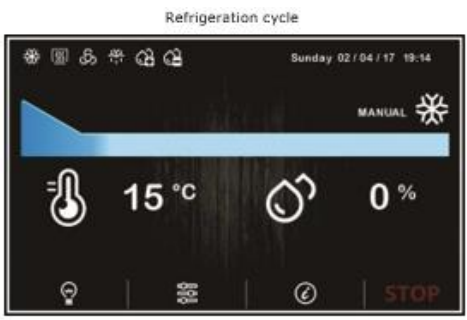 Refrigeration cycle
Sunday 02 / 04 / 17 19:14
MANUAL
15 °C
0 %
STOP